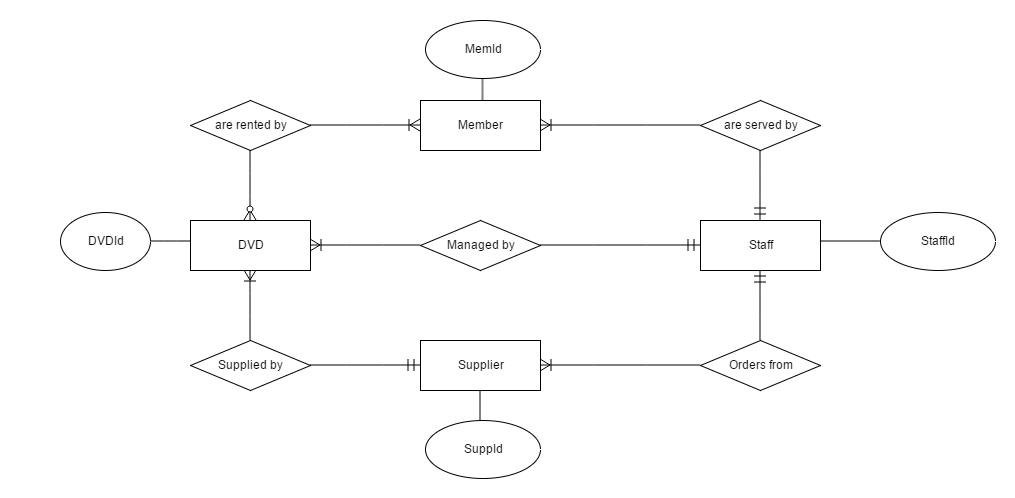 MemId
are rented by
Member
are served by
DVDId
DVD
Managed by
Staff
StaffId
Supplied by
Supplier
Orders from
SuppId